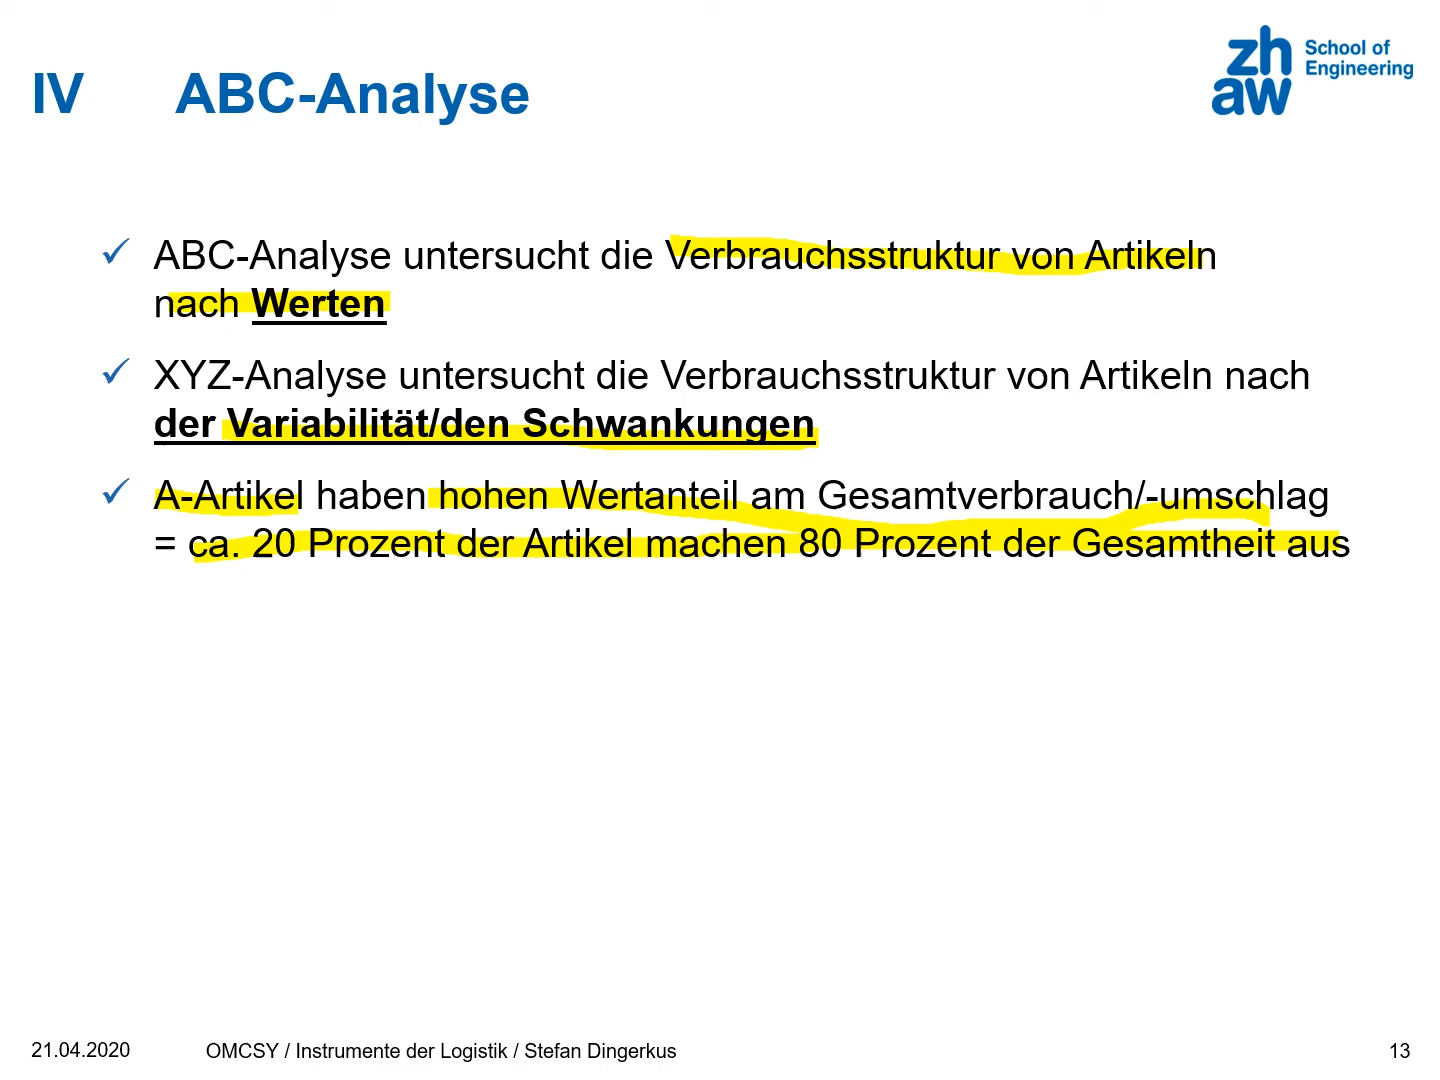 IV ABC-Analyse
zh aw School of Engineering
✓ ABC-Analyse untersucht die Verbrauchsstruktur von Artikeln
nach Werten
✓ XYZ-Analyse untersucht die Verbrauchsstruktur von Artikeln nach
der Variabilität/den Schwankungen
✓ A-Artikel haben hohen Wertanteil am Gesamtverbrauch/-umschlag
= ca. 20 Prozent der Artikel machen 80 Prozent der Gesamtheit aus
21.04.2020 OMCSY / Instrumente der Logistik / Stefan Dingerkus 13